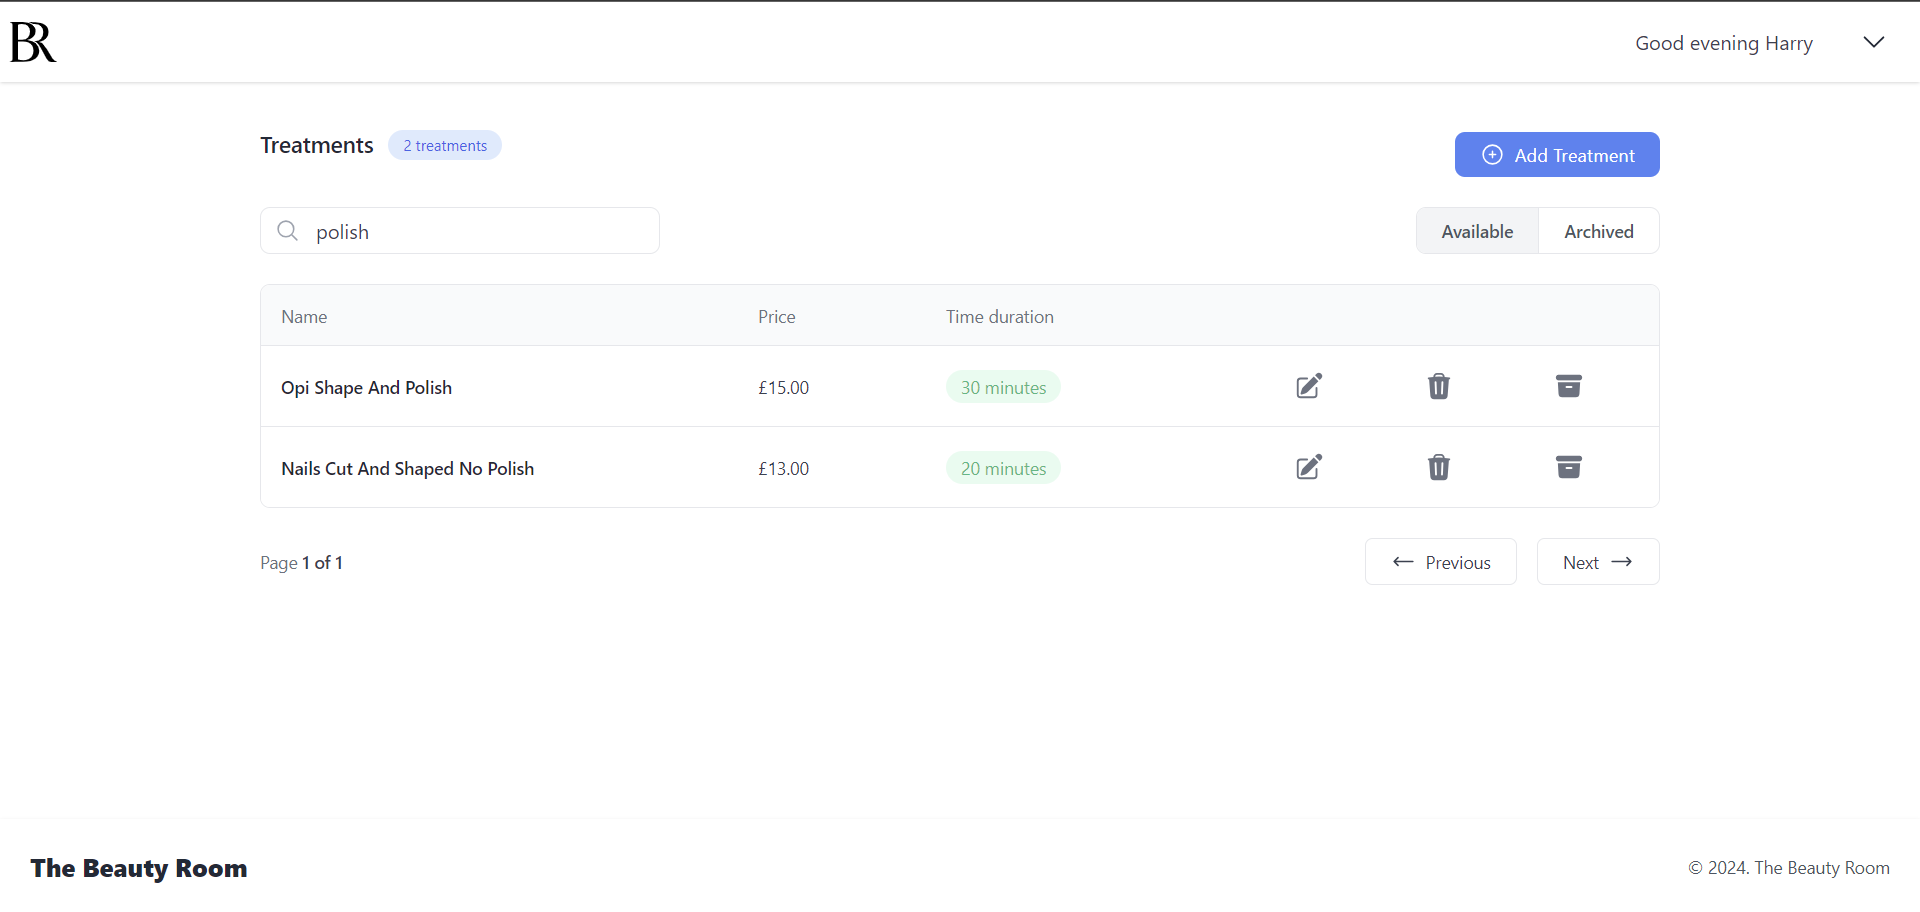 BR
Good evening Harry
Treatments 2 treatments
Add Treatment
polish
Available Archived
Name Price Time duration
Opi Shape And Polish £15.00 30 minutes
Nails Cut And Shaped No Polish £13.00 20 minutes
Page 1 of 1
Previous Next
The Beauty Room
© 2024. The Beauty Room